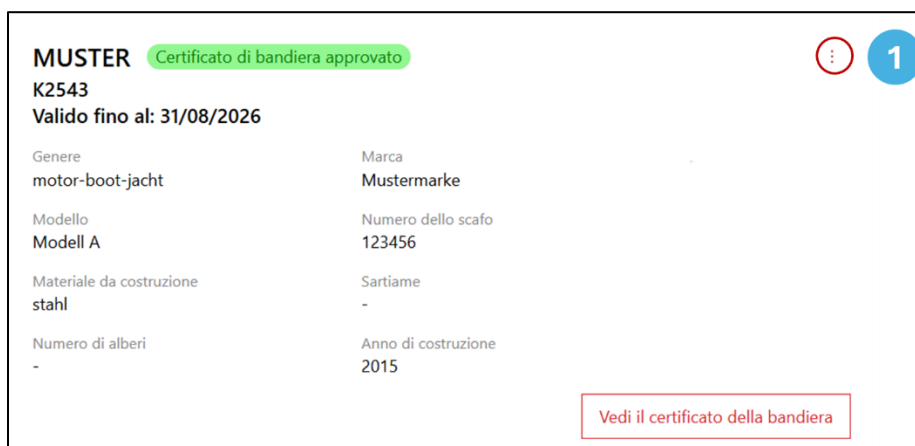 MUSTER Certificato di bandiera approvato
⋮ 1
K2543
Valido fino al: 31/08/2026
Genere
motor-boot-jacht
Marca
Mustermarke
Modello
Modell A
Numero dello scafo
123456
Materiale da costruzione
stahl
Sartiame
-
Numero di alberi
-
Anno di costruzione
2015
Vedi il certificato della bandiera